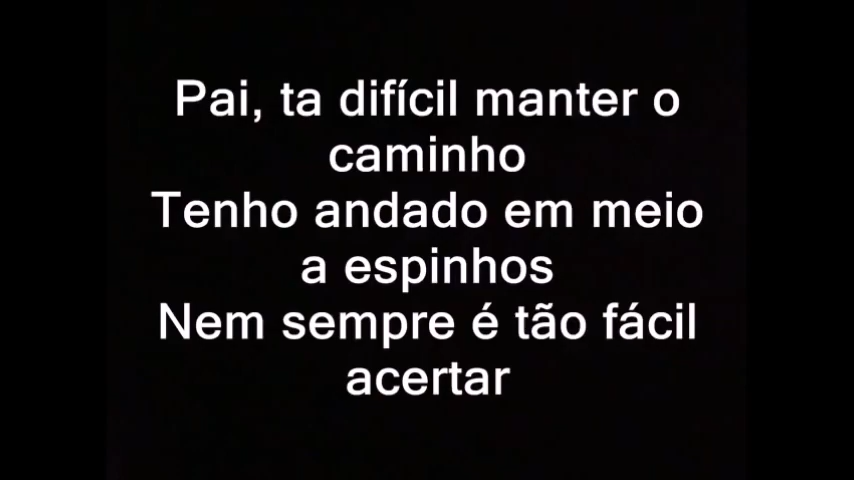 Pai, ta difícil manter o
caminho
Tenho andado em meio
a espinhos
Nem sempre é tão fácil
acertar